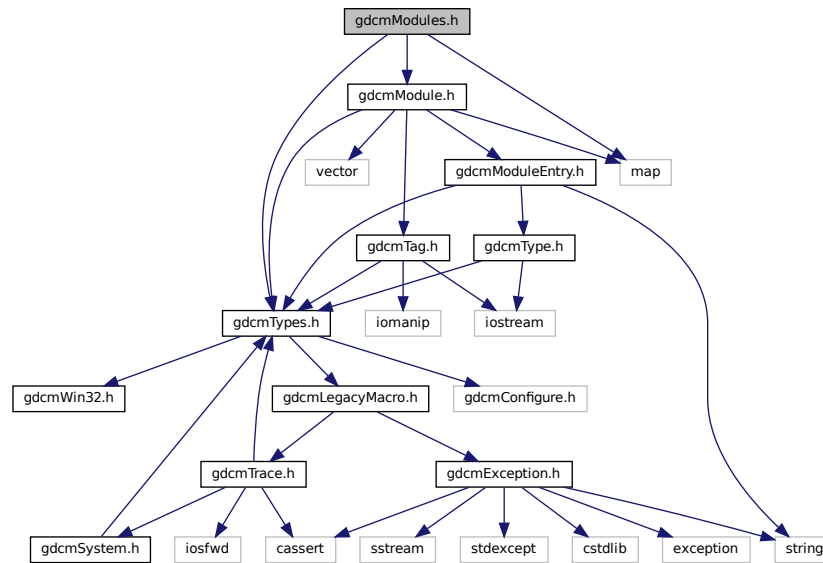 gdcmModules.h
gdcmModule.h
vector
gdcmModuleEntry.h
map
gdcmTag.h
gdcmType.h
gdcmTypes.h
iomanip
iostream
gdcmWin32.h
gdcmLegacyMacro.h
gdcmConfigure.h
gdcmTrace.h
gdcmException.h
gdcmSystem.h
iosfwd
cassert
sstream
stdexcept
cstdlib
exception
string